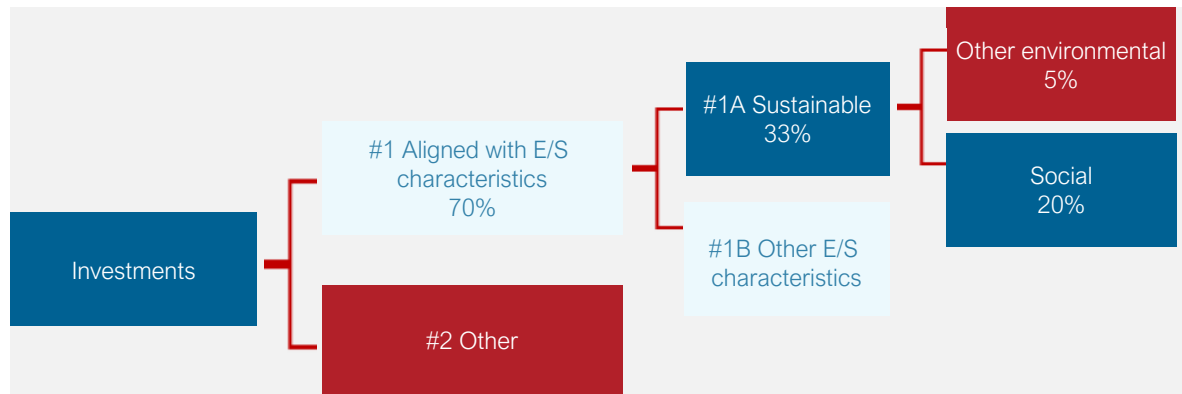 Investments
#1 Aligned with E/S
characteristics
70%
#2 Other
#1A Sustainable
33%
#1B Other E/S
characteristics
Other environmental
5%
Social
20%